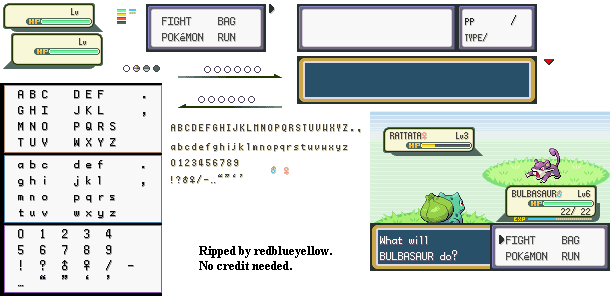 Lv
HP
Lv
HP
FIGHT BAG
POKéMON RUN
PP /
TYPE/
A B C D E F .
G H I J K L ,
M N O P Q R S
T U V W X Y Z
a b c d e f .
g h i j k l ,
m n o p q r s
t u v w x y z
0 1 2 3 4
5 6 7 8 9
! ? ♂ ♀ / -
… “ ” ‘ ’
ABCDEFGHIJKLMNOPQRSTUVWXYZ.,
abcdefghijklmnopqrstuvwxyz
0123456789
!?♂♀/-…“”‘’
♂ ♀
Ripped by redblueyellow.
No credit needed.
RATTATA♀ Lv3
HP
BULBASAUR♂ Lv6
HP
22/ 22
EXP
What will
BULBASAUR do?
FIGHT BAG
POKéMON RUN